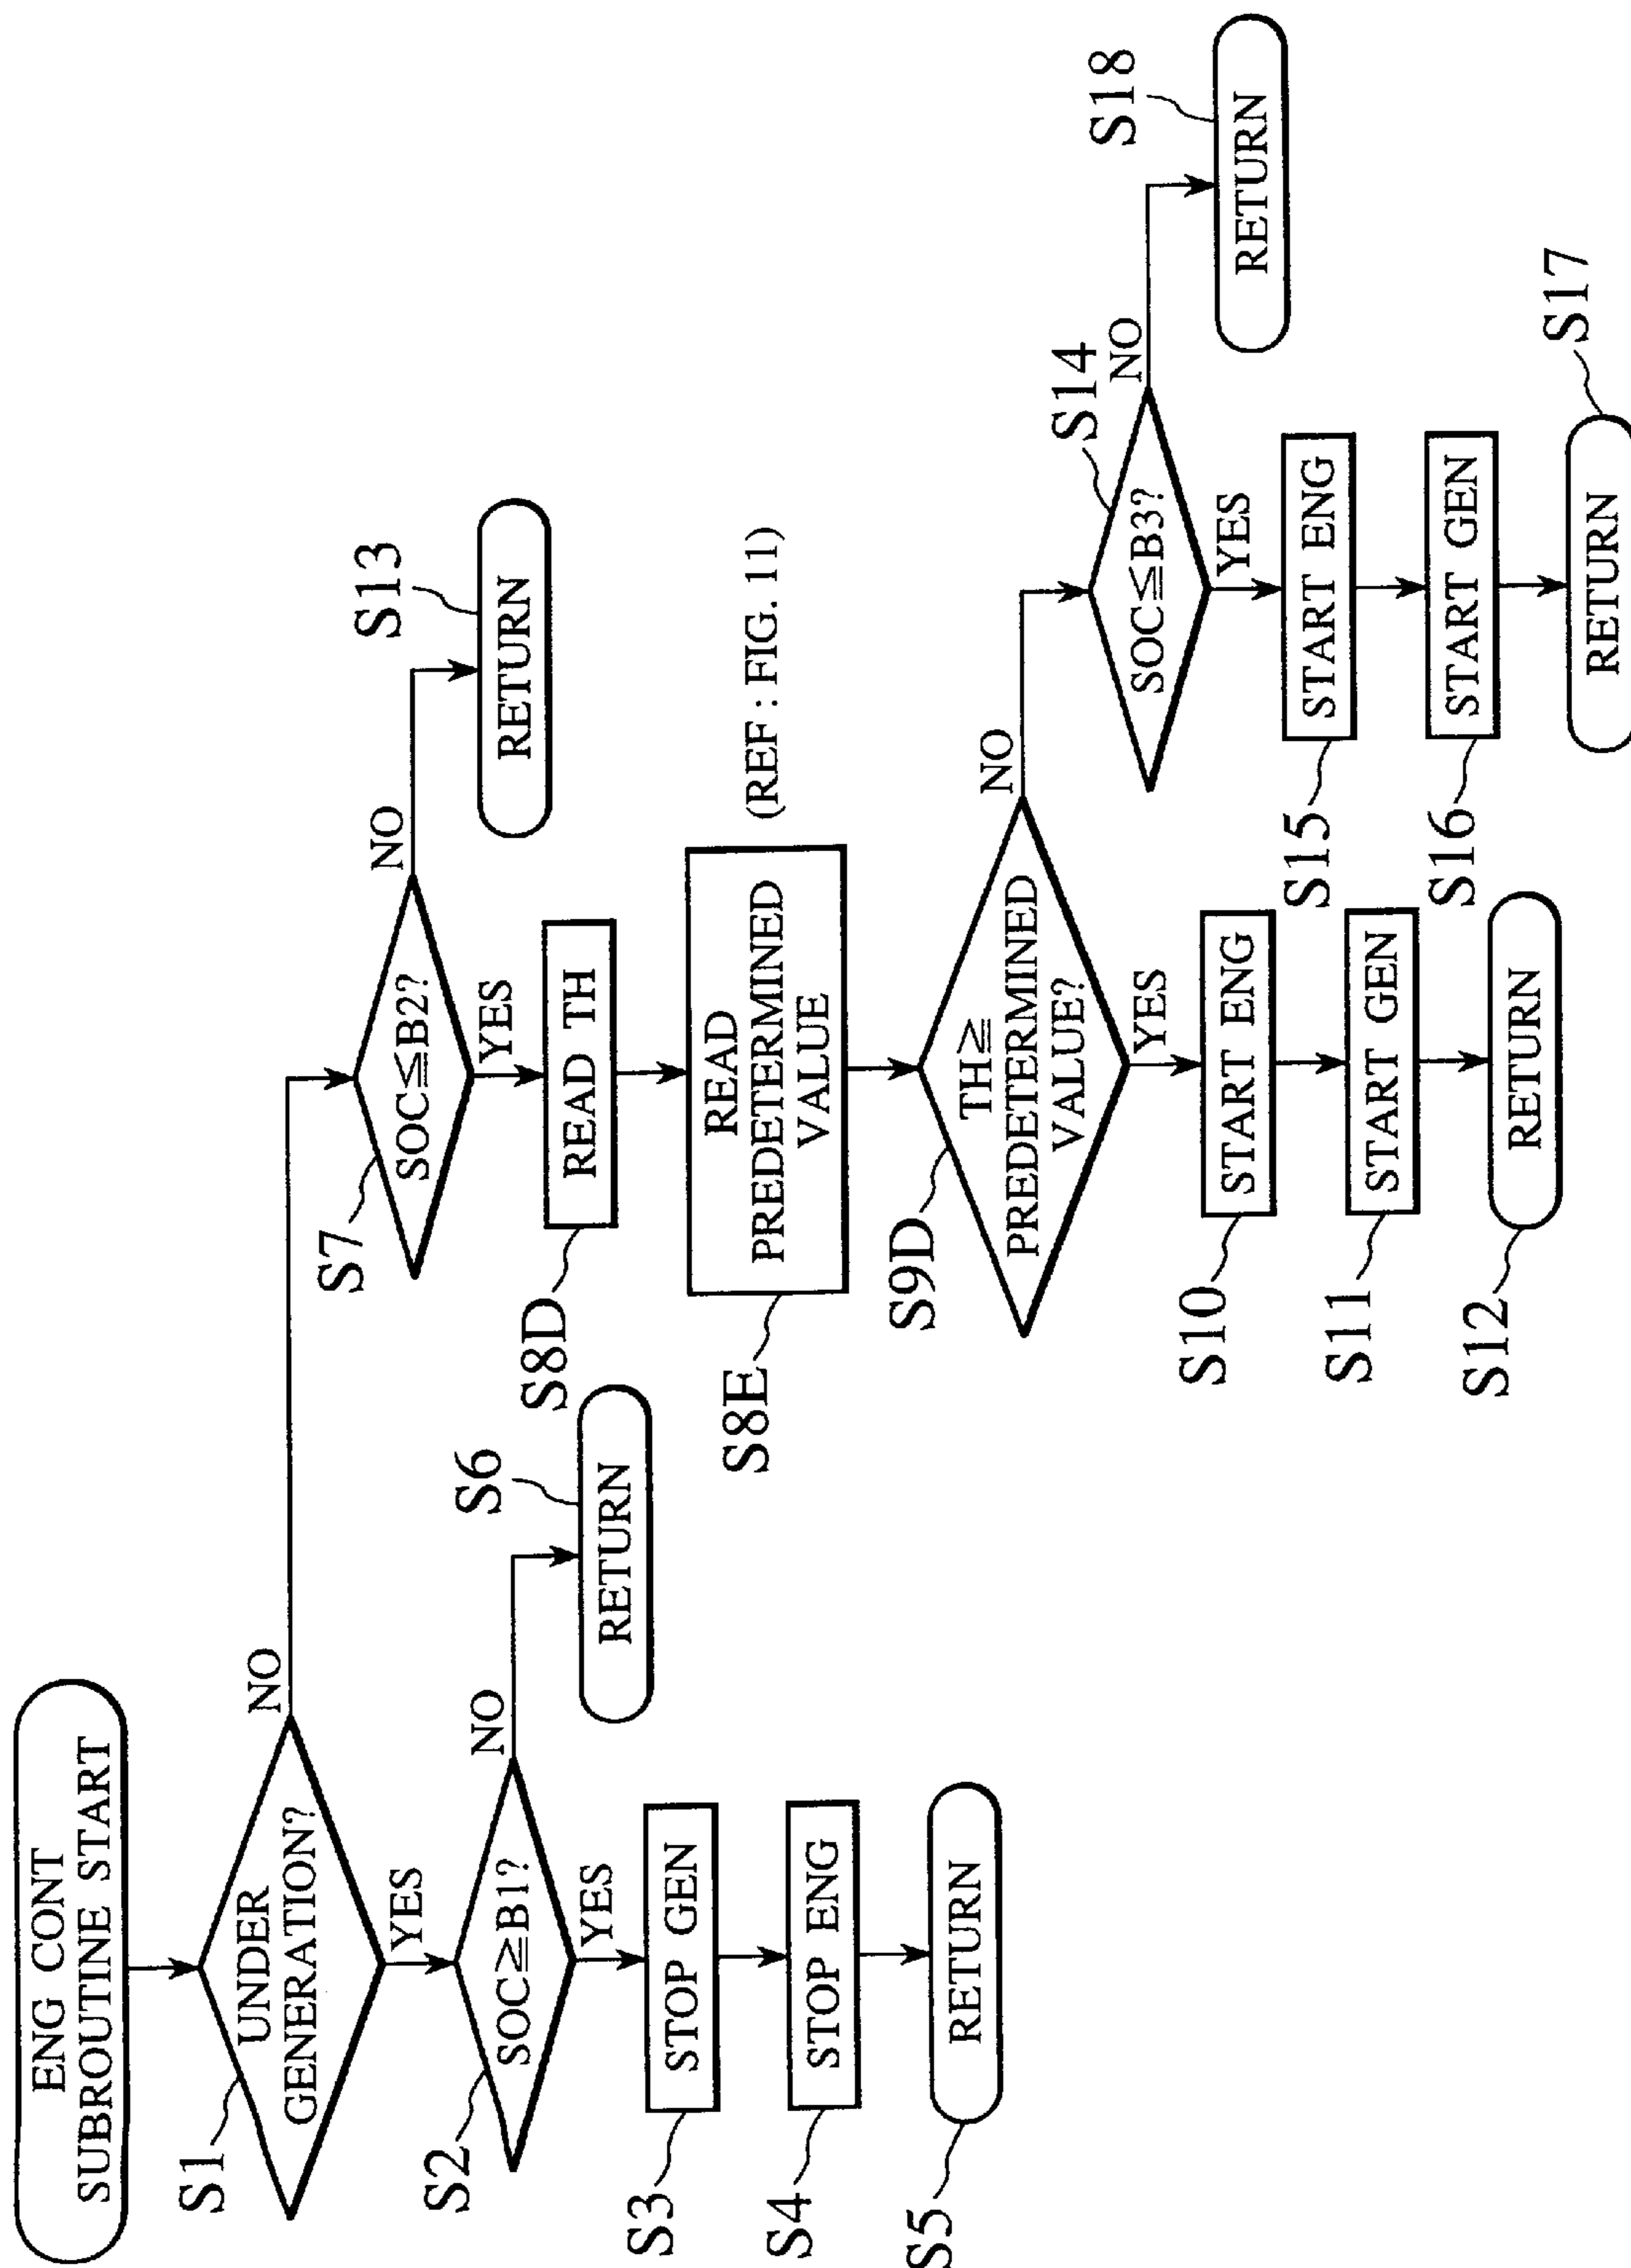 ENG CONT
SUBROUTINE START
S1
UNDER
GENERATION?
NO
YES
S2
SOC≧B1?
NO
YES
S6
RETURN
S3
STOP GEN
S4
STOP ENG
S5
RETURN
S7
SOC≦B2?
NO
YES
S13
RETURN
S8D
READ TH
S8E
READ
PREDETERMINED
VALUE
(REF : FIG. 11)
S9D
TH≧
PREDETERMINED
VALUE?
NO
YES
S10
START ENG
S11
START GEN
S12
RETURN
S14
SOC≦B3?
NO
YES
S18
RETURN
S15
START ENG
S16
START GEN
S17
RETURN